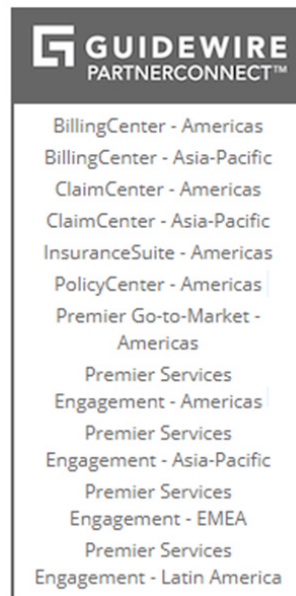 GUIDEWIRE
PARTNERCONNECT™
BillingCenter - Americas
BillingCenter - Asia-Pacific
ClaimCenter - Americas
ClaimCenter - Asia-Pacific
InsuranceSuite - Americas
PolicyCenter - Americas
Premier Go-to-Market -
Americas
Premier Services
Engagement - Americas
Premier Services
Engagement - Asia-Pacific
Premier Services
Engagement - EMEA
Premier Services
Engagement - Latin America